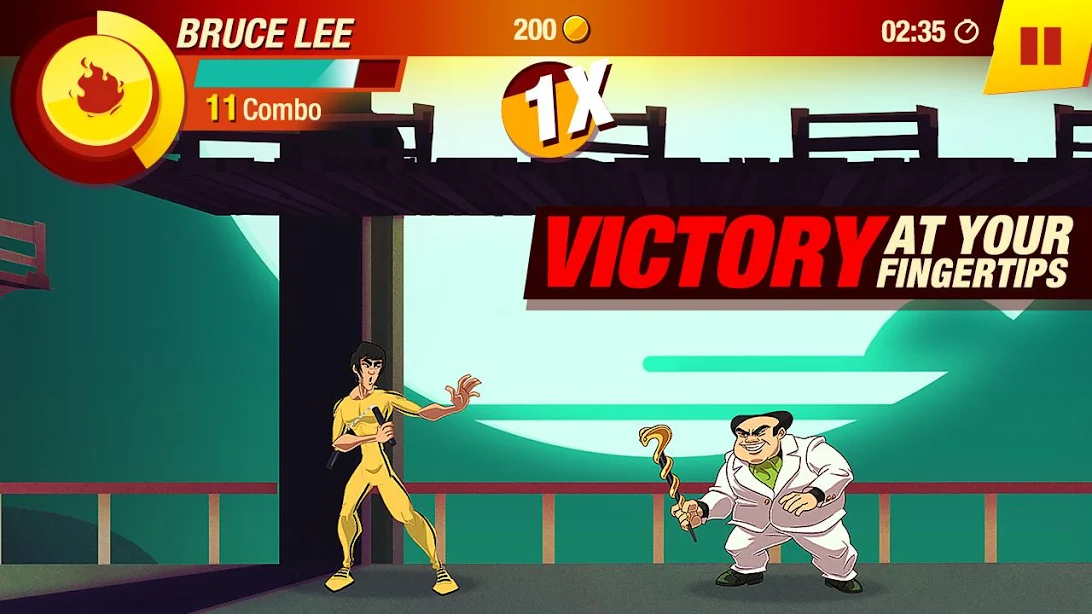 BRUCE LEE
200
02:35
11 Combo
1X
VICTORY AT YOUR
FINGERTIPS